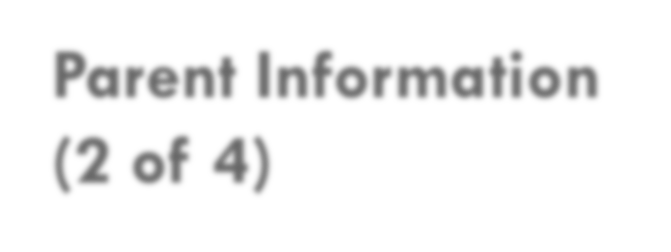 Parent Information
(2 of 4)